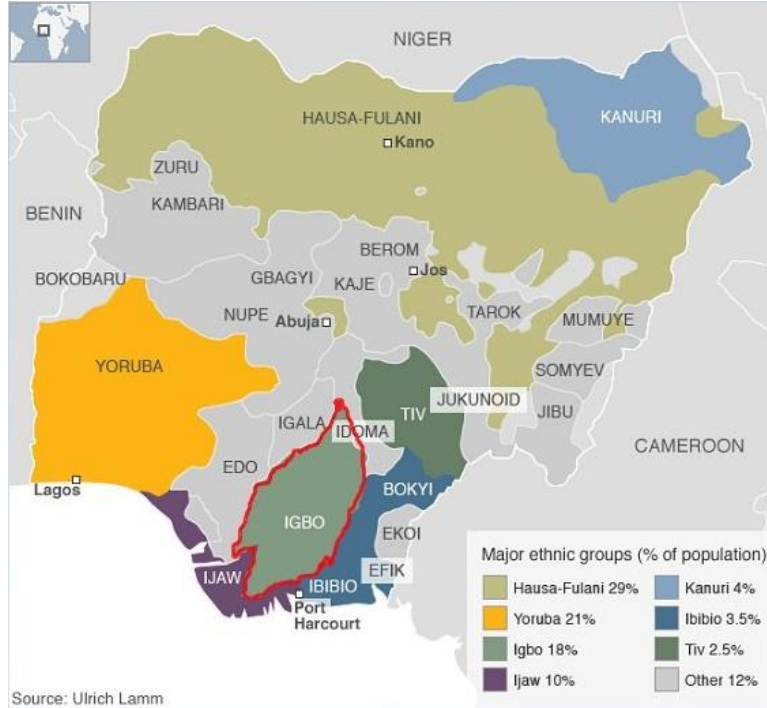 NIGER
HAUSA-FULANI
Kano
KANURI
ZURU
KAMBARI
BENIN
BEROM
Jos
BOKOBARU
GBAGYI
KAJE
NUPE
Abuja
TAROK
MUMUYE
YORUBA
SOMYEV
TIV
JUKUNOID
JIBU
IGALA
IDOMA
CAMEROON
EDO
Lagos
BOKYI
IGBO
EKOI
IJAW
IBIBIO
EFIK
Port
Harcourt
Major ethnic groups (% of population)
Hausa-Fulani 29%
Kanuri 4%
Yoruba 21%
Ibibio 3.5%
Igbo 18%
Tiv 2.5%
Ijaw 10%
Other 12%
Source: Ulrich Lamm